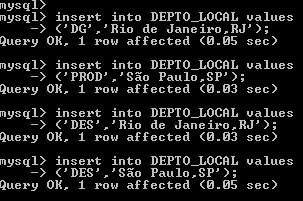 mysql>
mysql> insert into DEPTO_LOCAL values
    -> ('DG','Rio de Janeiro,RJ');
Query OK, 1 row affected (0.05 sec)
mysql> insert into DEPTO_LOCAL values
    -> ('PROD','São Paulo,SP');
Query OK, 1 row affected (0.03 sec)
mysql> insert into DEPTO_LOCAL values
    -> ('DES','Rio de Janeiro,RJ');
Query OK, 1 row affected (0.03 sec)
mysql> insert into DEPTO_LOCAL values
    -> ('DES','São Paulo,SP');
Query OK, 1 row affected (0.05 sec)